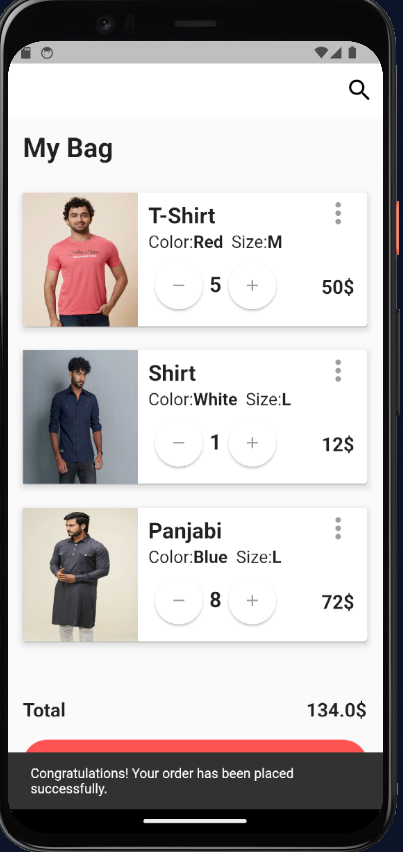 My Bag
T-Shirt
Color:Red Size:M
5
50$
Shirt
Color:White Size:L
1
12$
Panjabi
Color:Blue Size:L
8
72$
Total
134.0$
Congratulations! Your order has been placed
successfully.